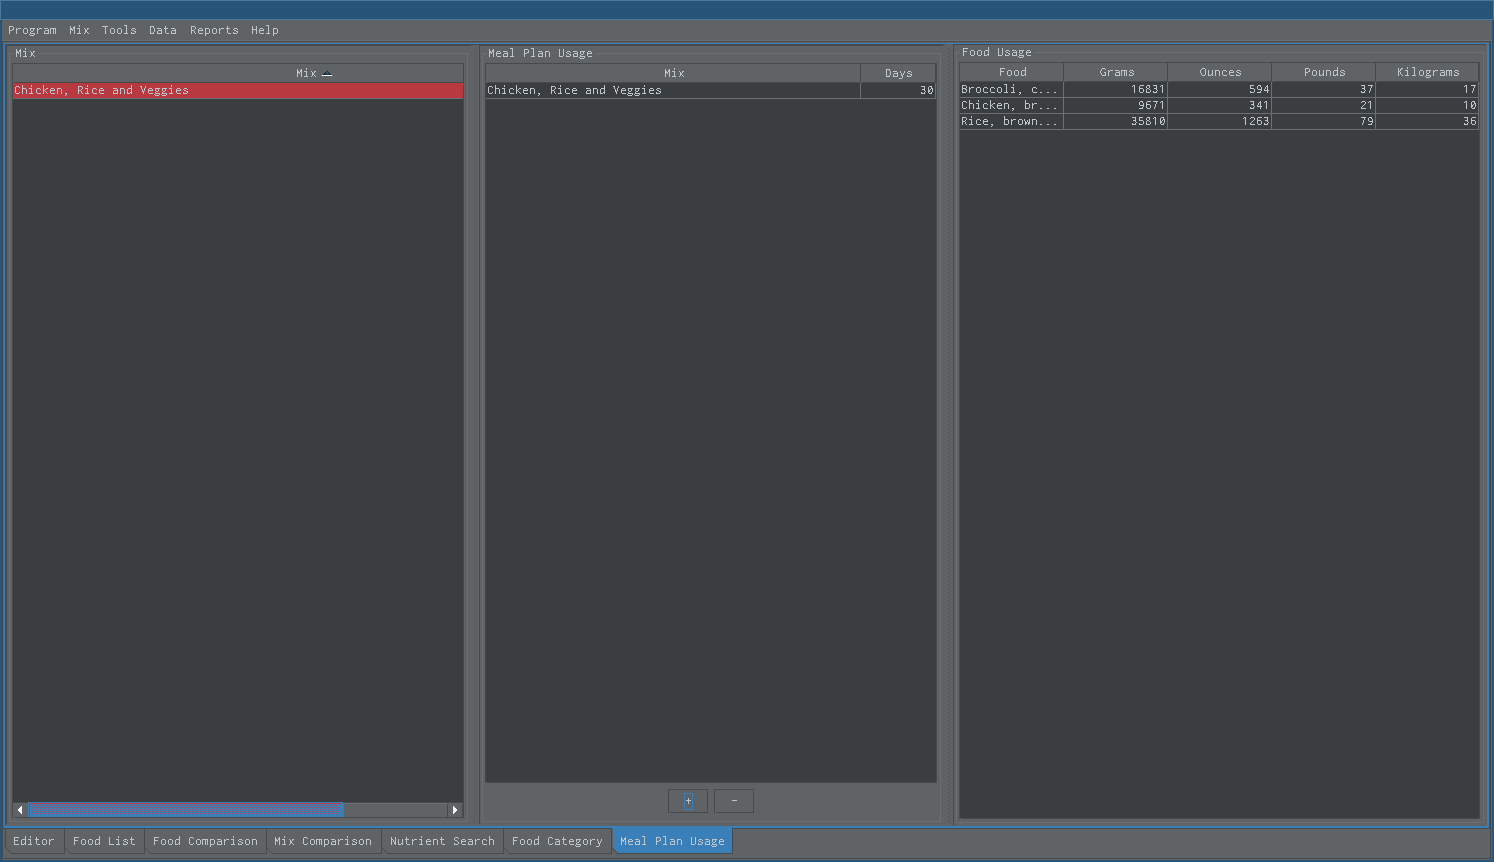 Program Mix Tools Data Reports Help
Mix
Mix
Chicken, Rice and Veggies
Meal Plan Usage
Mix Days
Chicken, Rice and Veggies 30
+ -
Food Usage
Food Grams Ounces Pounds Kilograms
Broccoli, c... 16831 594 37 17
Chicken, br... 9671 341 21 10
Rice, brown... 35810 1263 79 36
Editor Food List Food Comparison Mix Comparison Nutrient Search Food Category Meal Plan Usage